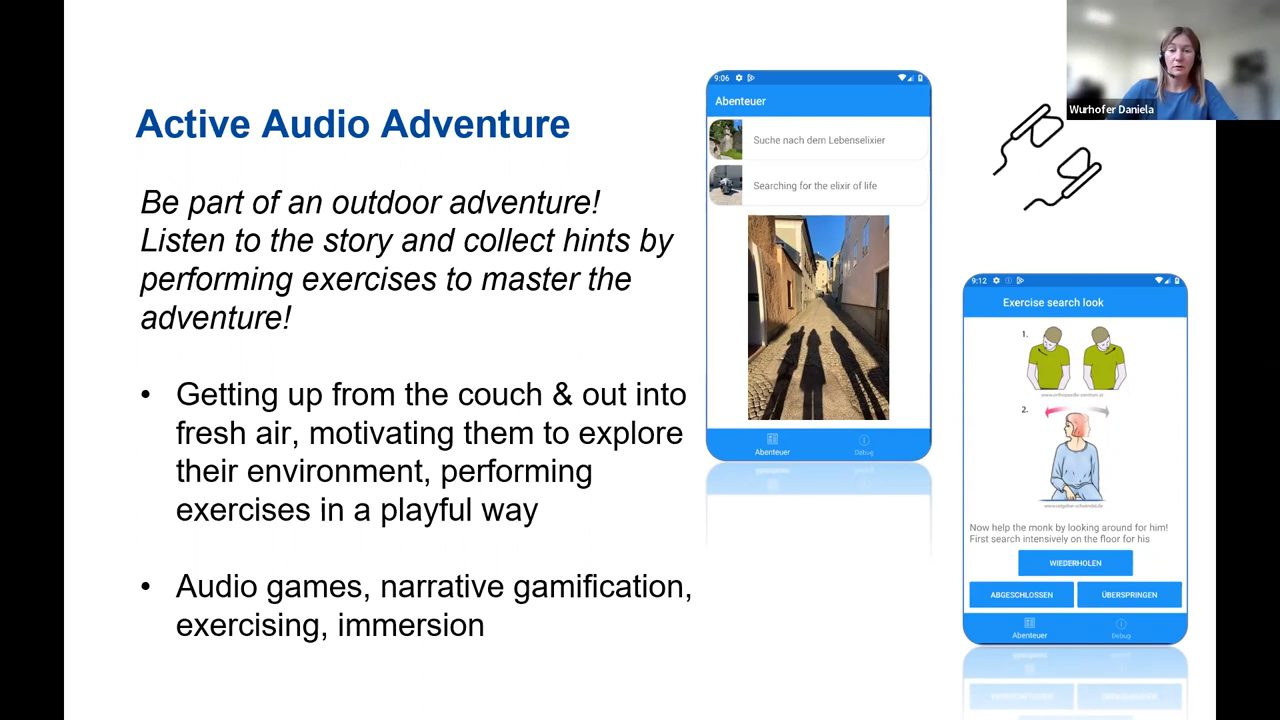 Active Audio Adventure
Be part of an outdoor adventure!
Listen to the story and collect hints by
performing exercises to master the
adventure!
• Getting up from the couch & out into
fresh air, motivating them to explore
their environment, performing
exercises in a playful way
• Audio games, narrative gamification,
exercising, immersion
9:06
Abenteuer
Suche nach dem Lebenselixier
Searching for the elixir of life
Abenteuer
Debug
Wurhofer Daniela
9:12
Exercise search look
1.
2.
Now help the monk by looking around for him!
First search intensively on the floor for his
WIEDERHOLEN
ABGESCHLOSSEN
ÜBERSPRINGEN
Abenteuer
Debug